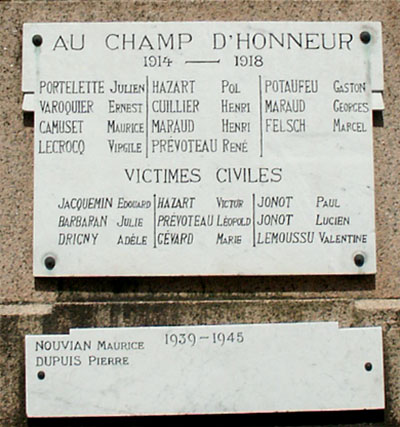 AU CHAMP D'HONNEUR
1914 — 1918
PORTELETTE JULIEN HAZART POL POTAUFEU GASTON
VAROQUIER ERNEST CUILLIER HENRI MARAUD GEORGES
CAMUSET MAURICE MARAUD HENRI FELSCH MARCEL
LECROCQ VIRGILE PRÉVOTEAU RENÉ
VICTIMES CIVILES
JACQUEMIN EDOUARD HAZART VICTUR JONOT PAUL
BARBARAN JULIE PRÉVOTEAU LÉOPOLD JONOT LUCIEN
DRIGNY ADÈLE GÉVARD MARIE LEMOUSSU VALENTINE
1939-1945
NOUVIAN MAURICE
DUPUIS PIERRE